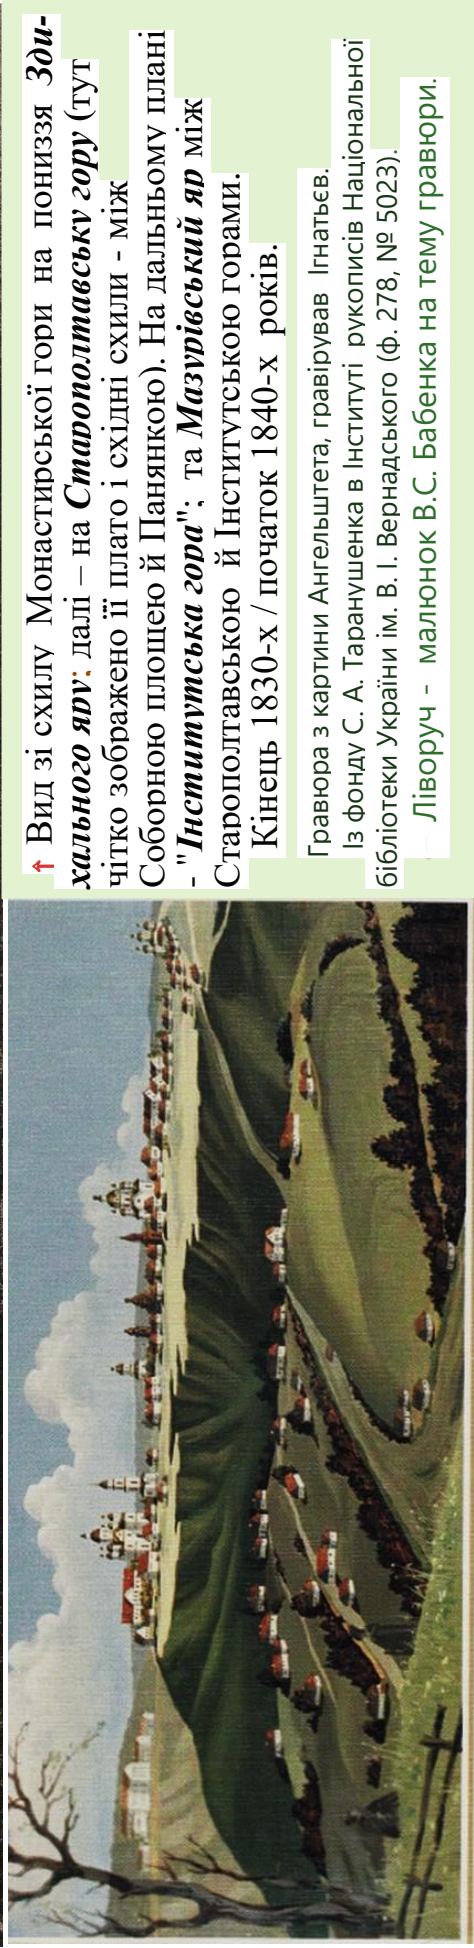 ↑ Вид зі схилу Монастирської гори на пониззя Зди-
хального яру; далі – на Старополтавську гору (тут
чітко зображено її плато і східні схили - між
Соборною площею й Панянкою). На дальньому плані
- "Інститутська гора"; та Мазурівський яр між
Старополтавською й Інститутською горами.
Кінець 1830-х / початок 1840-х років.
Гравюра з картини Ангельштета, гравірував Ігнатьєв.
Із фонду С. А. Таранушенка в Інституті рукописів Національної
бібліотеки України ім. В. І. Вернадського (ф. 278, № 5023).
Ліворуч - малюнок В.С. Бабенка на тему гравюри.